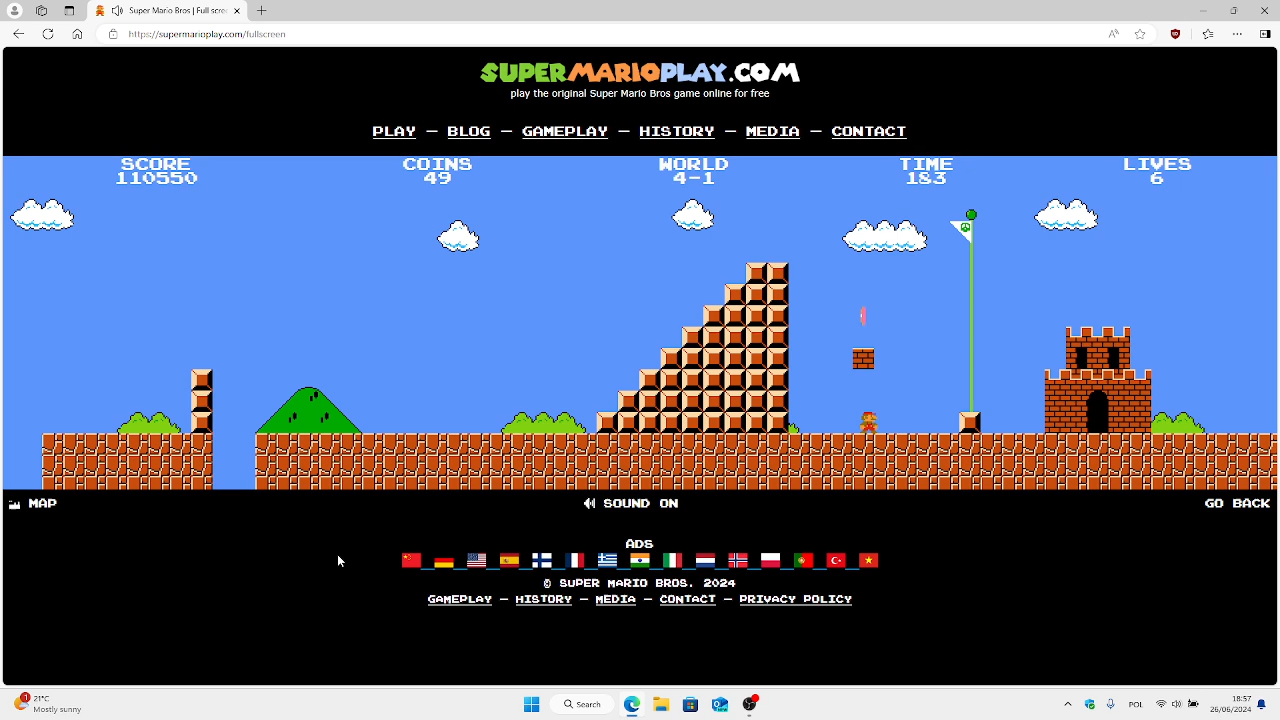 Super Mario Bros | Full scre
https://supermarioplay.com/fullscreen
SUPERMARIOPLAY.COM
play the original Super Mario Bros game online for free
PLAY — BLOG — GAMEPLAY — HISTORY — MEDIA — CONTACT
SCORE COINS WORLD TIME LIVES
110550 49 4-1 183 6
MAP SOUND ON GO BACK
ADS
© SUPER MARIO BROS. 2024
GAMEPLAY — HISTORY — MEDIA — CONTACT — PRIVACY POLICY
1 21°C Search POL 18:57
Mostly sunny 26/06/2024